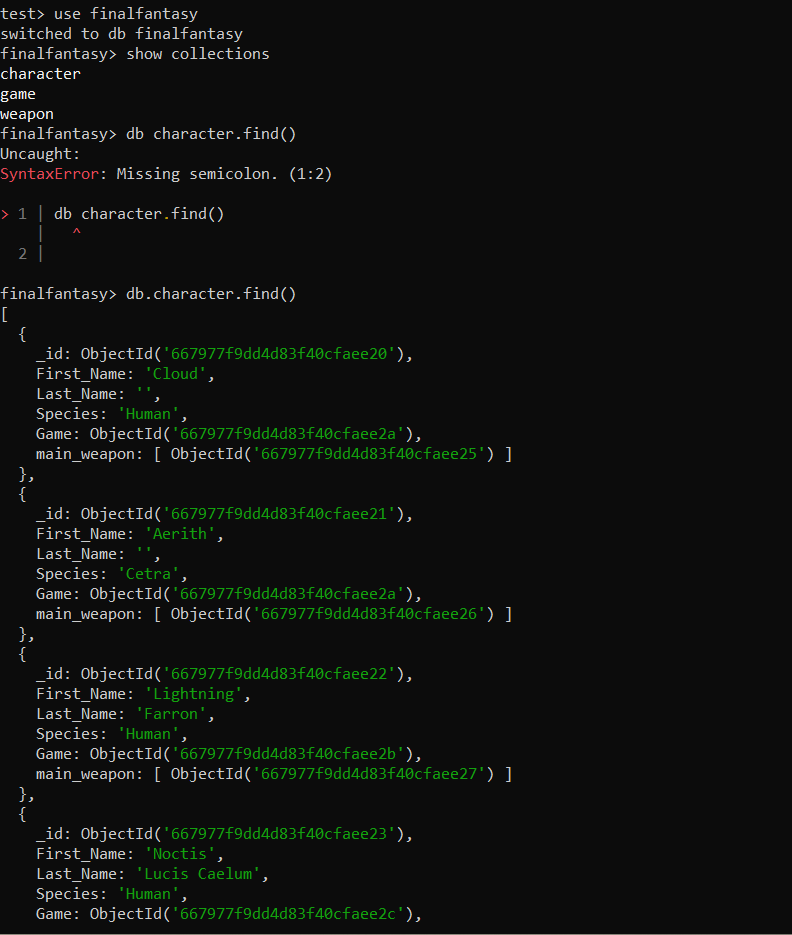 test> use finalfantasy
switched to db finalfantasy
finalfantasy> show collections
character
game
weapon
finalfantasy> db character.find()
Uncaught:
SyntaxError: Missing semicolon. (1:2)
> 1 | db character.find()
    |   ^
  2 |
finalfantasy> db.character.find()
[
  {
    _id: ObjectId('667977f9dd4d83f40cfaee20'),
    First_Name: 'Cloud',
    Last_Name: '',
    Species: 'Human',
    Game: ObjectId('667977f9dd4d83f40cfaee2a'),
    main_weapon: [ ObjectId('667977f9dd4d83f40cfaee25') ]
  },
  {
    _id: ObjectId('667977f9dd4d83f40cfaee21'),
    First_Name: 'Aerith',
    Last_Name: '',
    Species: 'Cetra',
    Game: ObjectId('667977f9dd4d83f40cfaee2a'),
    main_weapon: [ ObjectId('667977f9dd4d83f40cfaee26') ]
  },
  {
    _id: ObjectId('667977f9dd4d83f40cfaee22'),
    First_Name: 'Lightning',
    Last_Name: 'Farron',
    Species: 'Human',
    Game: ObjectId('667977f9dd4d83f40cfaee2b'),
    main_weapon: [ ObjectId('667977f9dd4d83f40cfaee27') ]
  },
  {
    _id: ObjectId('667977f9dd4d83f40cfaee23'),
    First_Name: 'Noctis',
    Last_Name: 'Lucis Caelum',
    Species: 'Human',
    Game: ObjectId('667977f9dd4d83f40cfaee2c'),